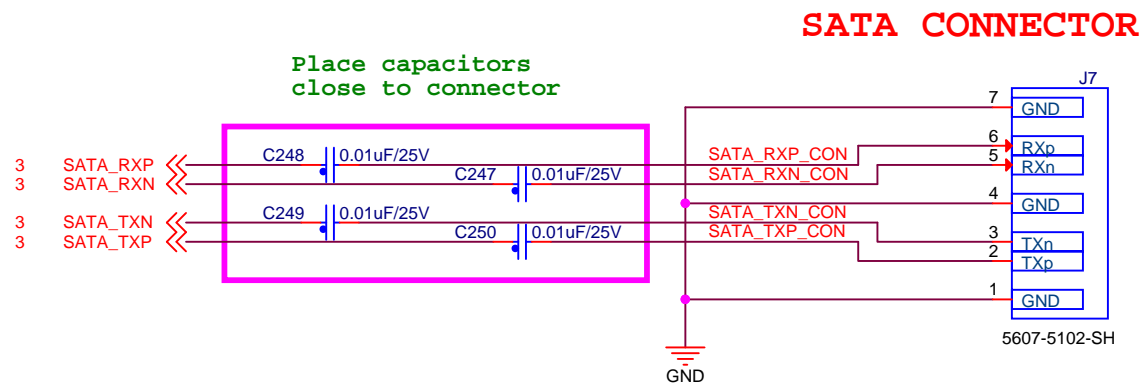 SATA CONNECTOR
Place capacitors
close to connector
J7
7 GND
3 SATA_RXP C248 0.01uF/25V SATA_RXP_CON 6 RXp
3 SATA_RXN C247 0.01uF/25V SATA_RXN_CON 5 RXn
4 GND
3 SATA_TXN C249 0.01uF/25V SATA_TXN_CON 3 TXn
3 SATA_TXP C250 0.01uF/25V SATA_TXP_CON 2 TXp
1 GND
5607-5102-SH
GND